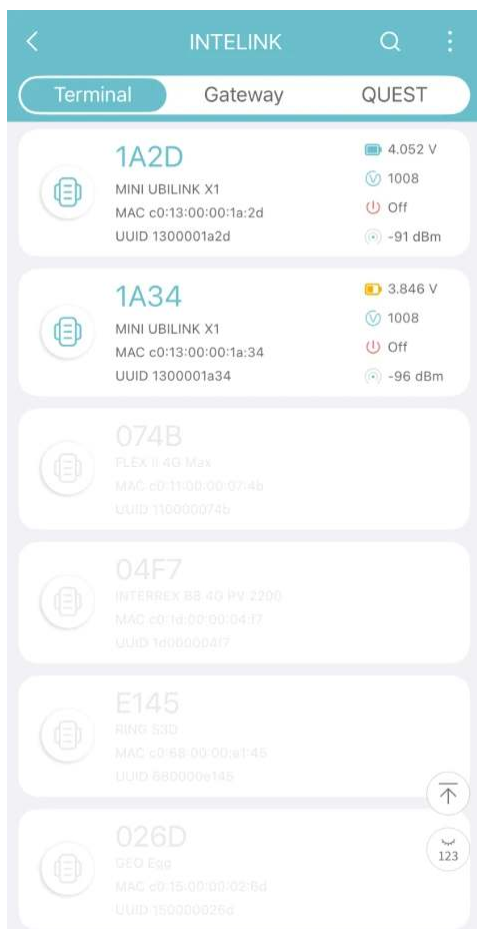 INTELINK
Terminal Gateway QUEST
1A2D
4.052 V
MINI UBILINK X1
1008
MAC c0:13:00:00:1a:2d
Off
UUID 1300001a2d
-91 dBm
1A34
3.846 V
MINI UBILINK X1
1008
MAC c0:13:00:00:1a:34
Off
UUID 1300001a34
-96 dBm
074B
FLEX II 4G Max
MAC c0:11:00:00:07:4b
UUID 110000074b
04F7
INTERREX
MAC c0:1d:00:00:04:f7
UUID 1d000004f7
E145
RING S3D
MAC c0:68:00:00:e1:45
UUID 680000e145
026D
GEO Egg
MAC c0:15:00:00:02:6d
UUID 150000026d
123